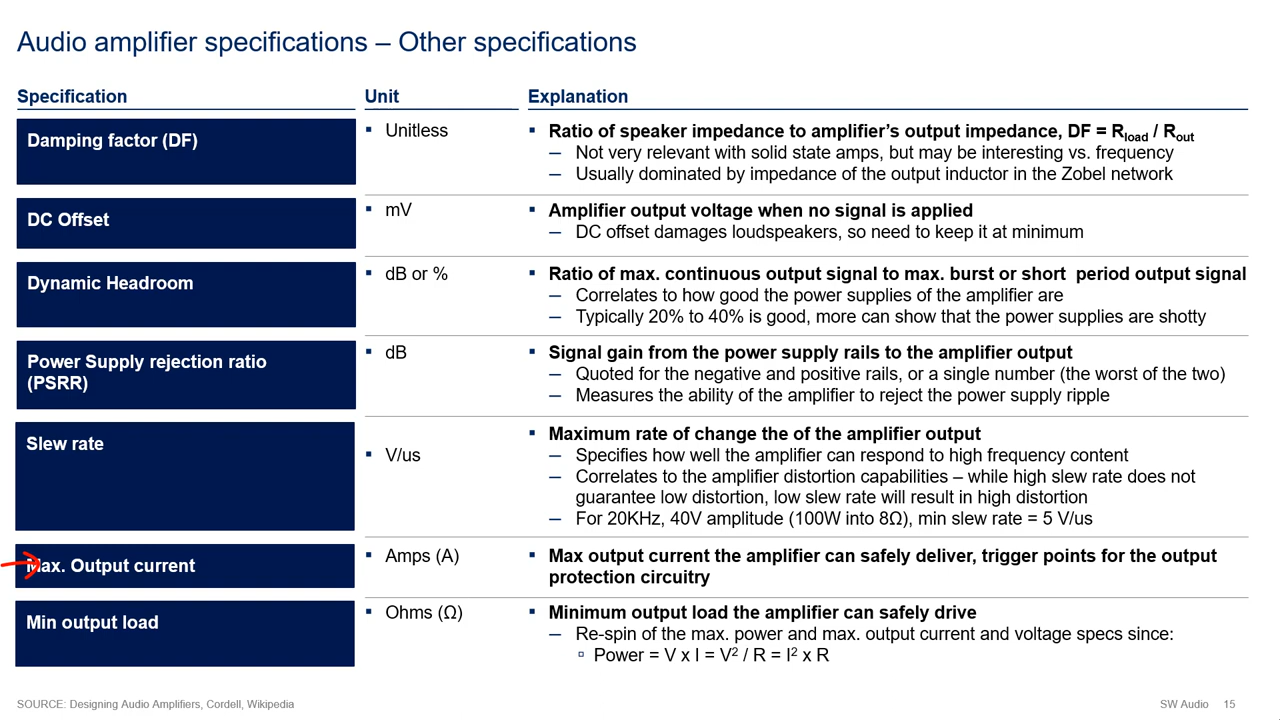 Audio amplifier specifications – Other specifications
Specification Unit Explanation
Damping factor (DF)
▪ Unitless
▪ Ratio of speaker impedance to amplifier's output impedance, DF = Rload / Rout
– Not very relevant with solid state amps, but may be interesting vs. frequency
– Usually dominated by impedance of the output inductor in the Zobel network
DC Offset
▪ mV
▪ Amplifier output voltage when no signal is applied
– DC offset damages loudspeakers, so need to keep it at minimum
Dynamic Headroom
▪ dB or %
▪ Ratio of max. continuous output signal to max. burst or short period output signal
– Correlates to how good the power supplies of the amplifier are
– Typically 20% to 40% is good, more can show that the power supplies are shotty
Power Supply rejection ratio
(PSRR)
▪ dB
▪ Signal gain from the power supply rails to the amplifier output
– Quoted for the negative and positive rails, or a single number (the worst of the two)
– Measures the ability of the amplifier to reject the power supply ripple
Slew rate
▪ V/us
▪ Maximum rate of change the of the amplifier output
– Specifies how well the amplifier can respond to high frequency content
– Correlates to the amplifier distortion capabilities – while high slew rate does not
guarantee low distortion, low slew rate will result in high distortion
– For 20KHz, 40V amplitude (100W into 8Ω), min slew rate = 5 V/us
Max. Output current
▪ Amps (A)
▪ Max output current the amplifier can safely deliver, trigger points for the output
protection circuitry
Min output load
▪ Ohms (Ω)
▪ Minimum output load the amplifier can safely drive
– Re-spin of the max. power and max. output current and voltage specs since:
▫ Power = V x I = V² / R = I² x R
SOURCE: Designing Audio Amplifiers, Cordell, Wikipedia
SW Audio 15